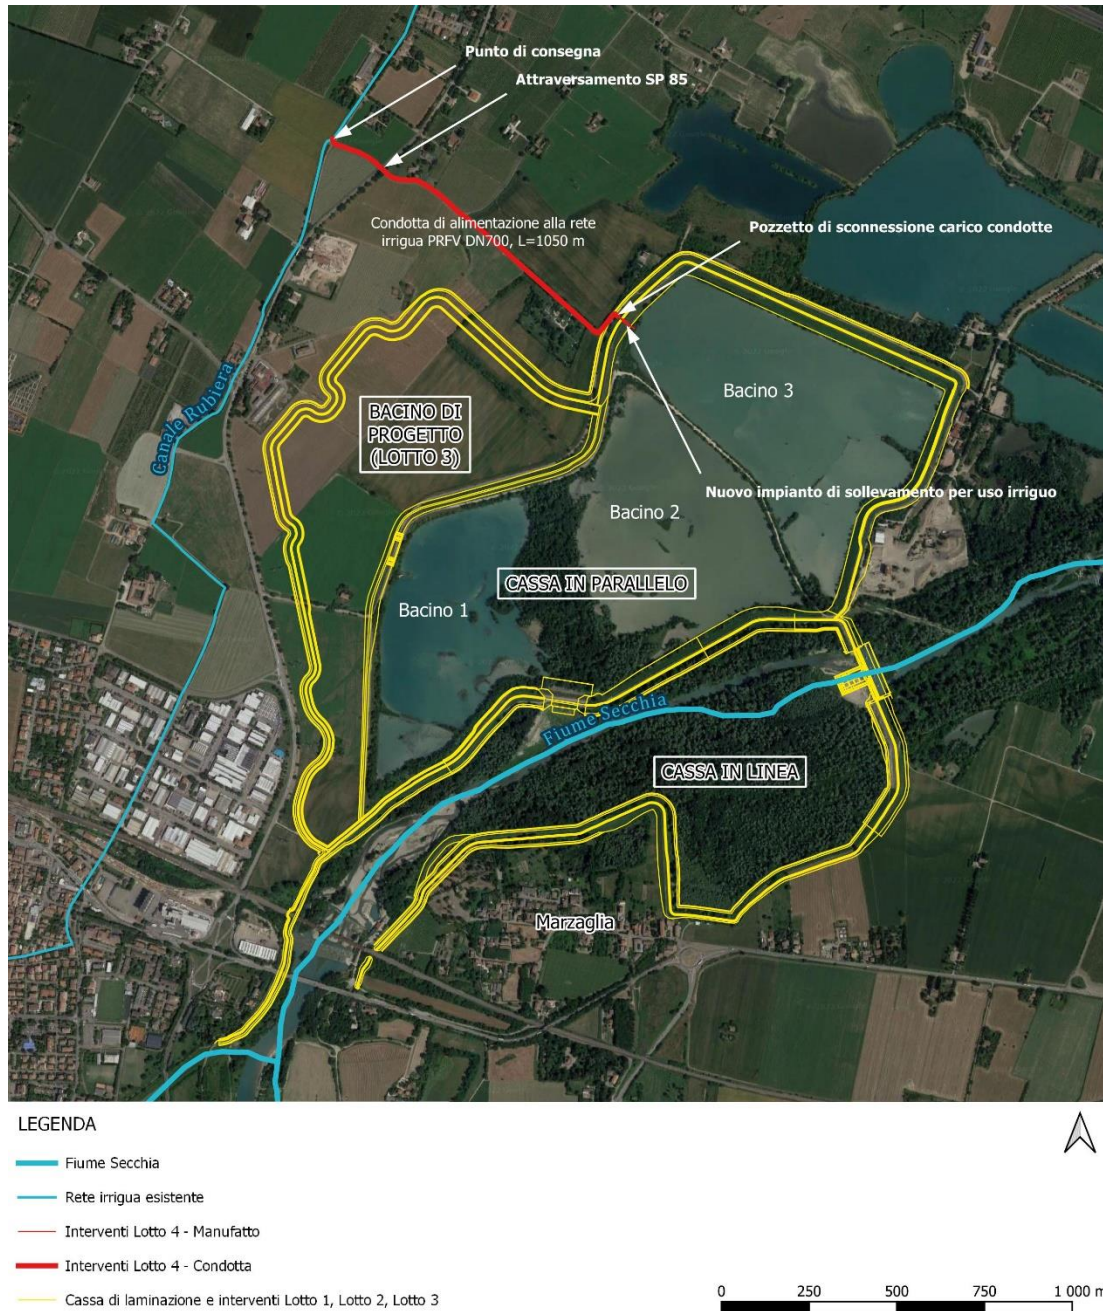 Punto di consegna
Attraversamento SP 85
Condotta di alimentazione alla rete
irrigua PRFV DN700, L=1050 m
Pozzetto di sconnessione carico condotte
Canale Rubiera
BACINO DI
PROGETTO
(LOTTO 3)
Bacino 3
Nuovo impianto di sollevamento per uso irriguo
Bacino 2
CASSA IN PARALLELO
Bacino 1
Fiume Secchia
CASSA IN LINEA
Marzaglia
LEGENDA
Fiume Secchia
Rete irrigua esistente
Interventi Lotto 4 - Manufatto
Interventi Lotto 4 - Condotta
Cassa di laminazione e interventi Lotto 1, Lotto 2, Lotto 3
0 250 500 750 1 000 m